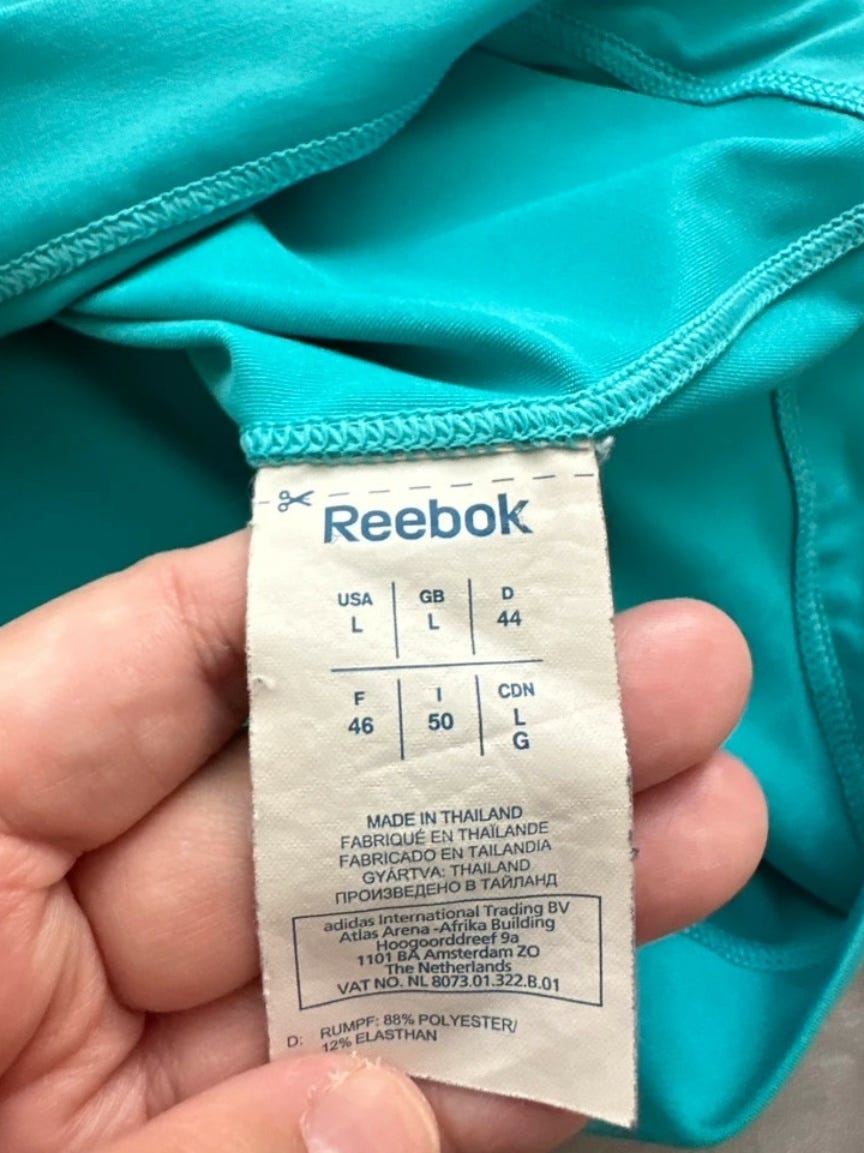 Reebok
USA GB D
L L 44
F I CDN
46 50 L
G
MADE IN THAILAND
FABRIQUÉ EN THAÏLANDE
FABRICADO EN TAILANDIA
GYÁRTVA: THAILAND
ПРОИЗВЕДЕНО В ТАЙЛАНД
adidas International Trading BV
Atlas Arena -Afrika Building
Hoogoorddreef 9a
1101 BA Amsterdam ZO
The Netherlands
VAT NO. NL 8073.01.322.B.01
D: RUMPF: 88% POLYESTER/
12% ELASTHAN